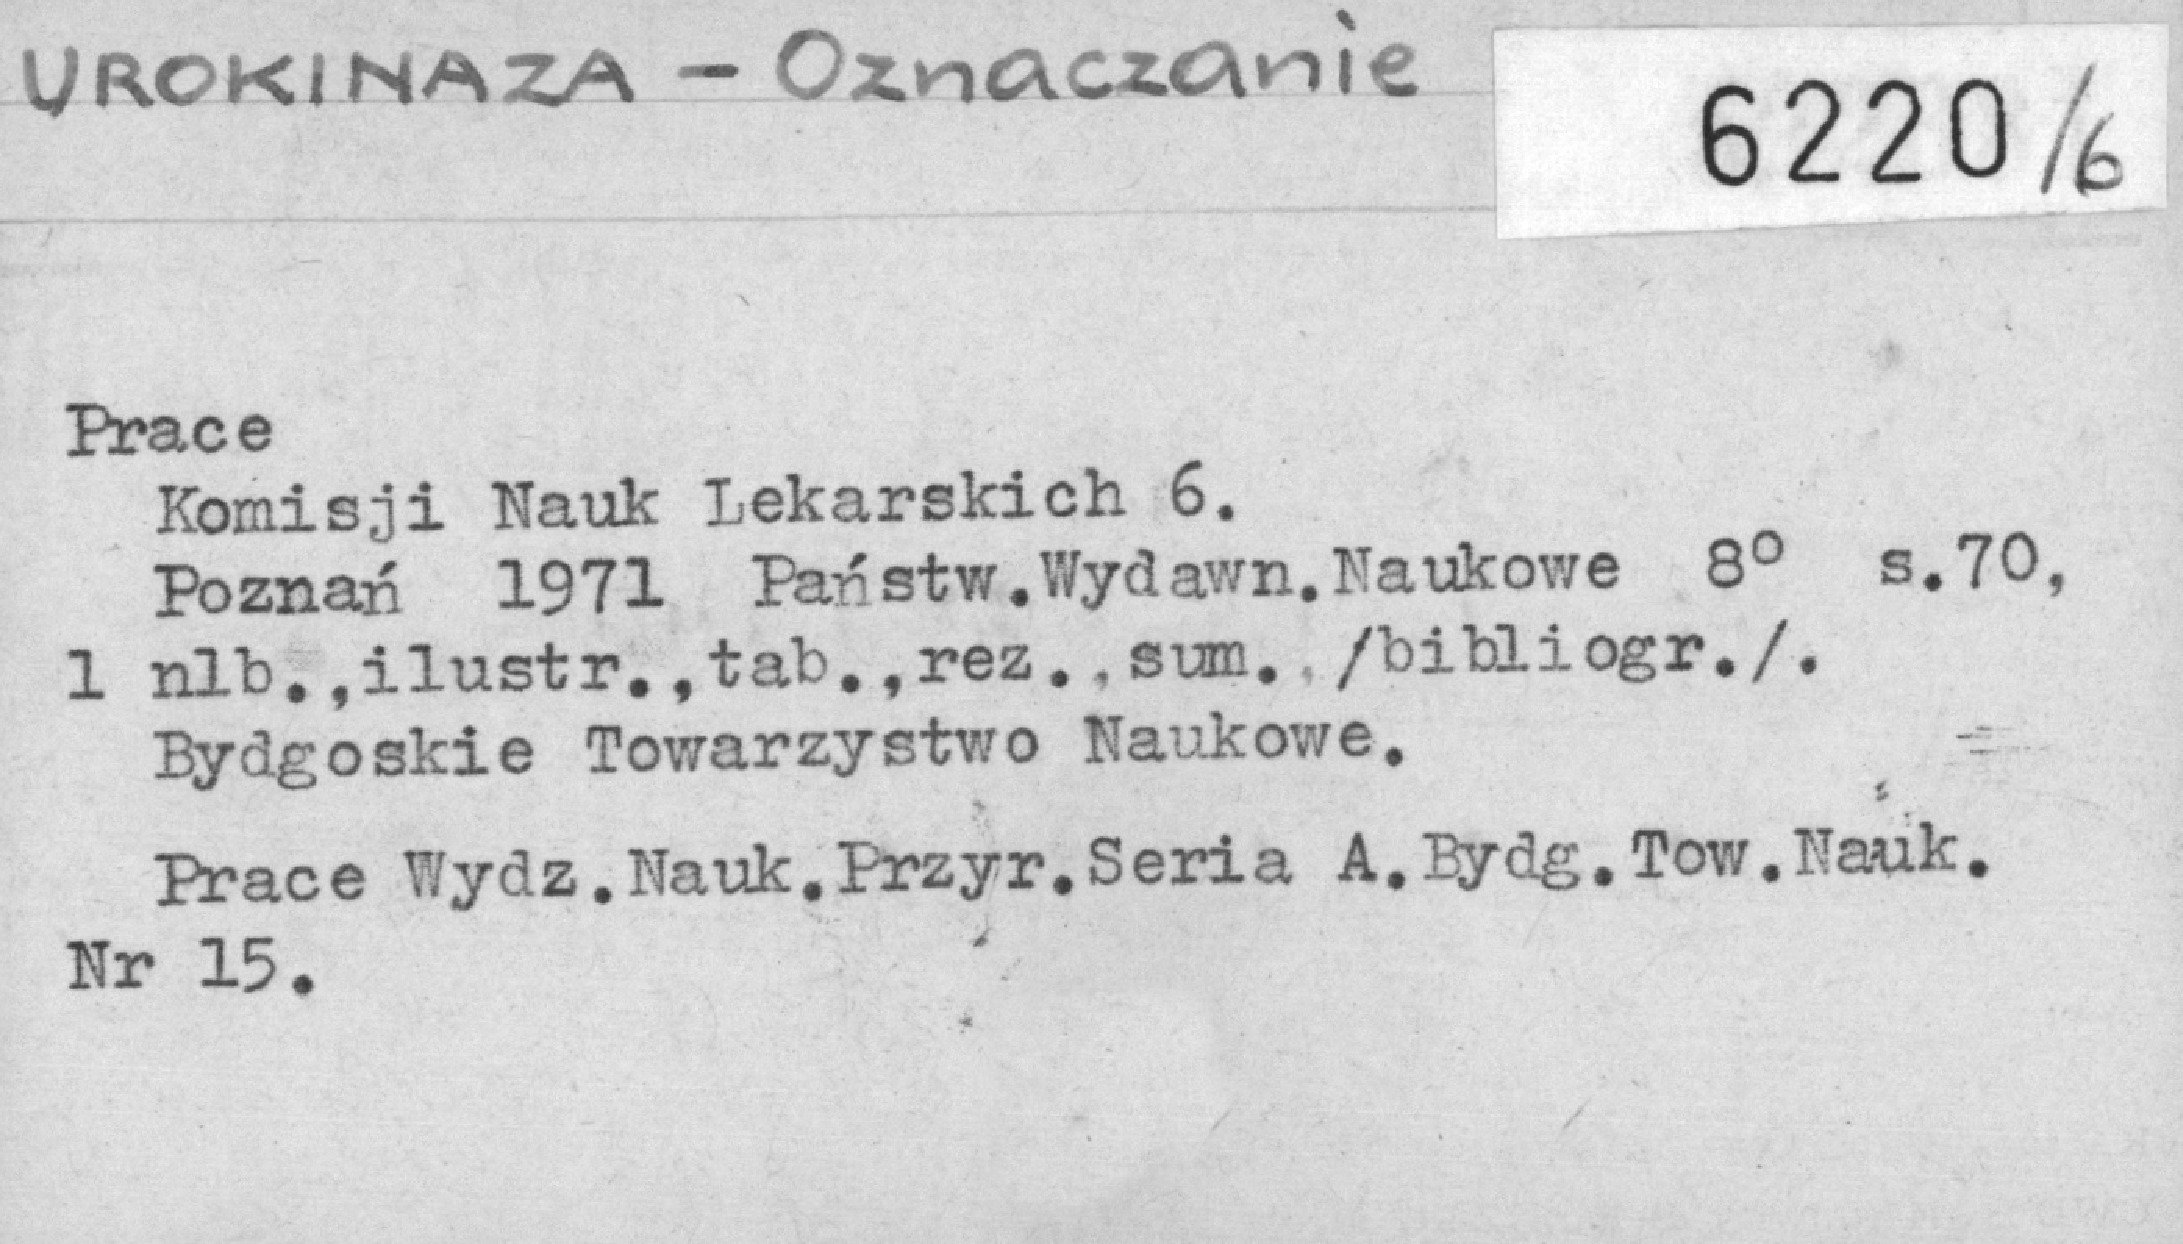 UROKINAZA - Oznaczanie
6220/6
Prace
Komisji Nauk Lekarskich 6.
Poznań 1971 Państw.Wydawn.Naukowe 8° s.70,
1 nlb.,ilustr.,tab.,rez.,sum., /bibliogr./.
Bydgoskie Towarzystwo Naukowe.
Prace Wydz.Nauk.Przyr.Seria A.Bydg.Tow.Nauk.
Nr 15.